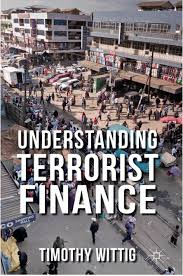 UNDERSTANDING
TERRORIST
FINANCE
TIMOTHY WITTIG